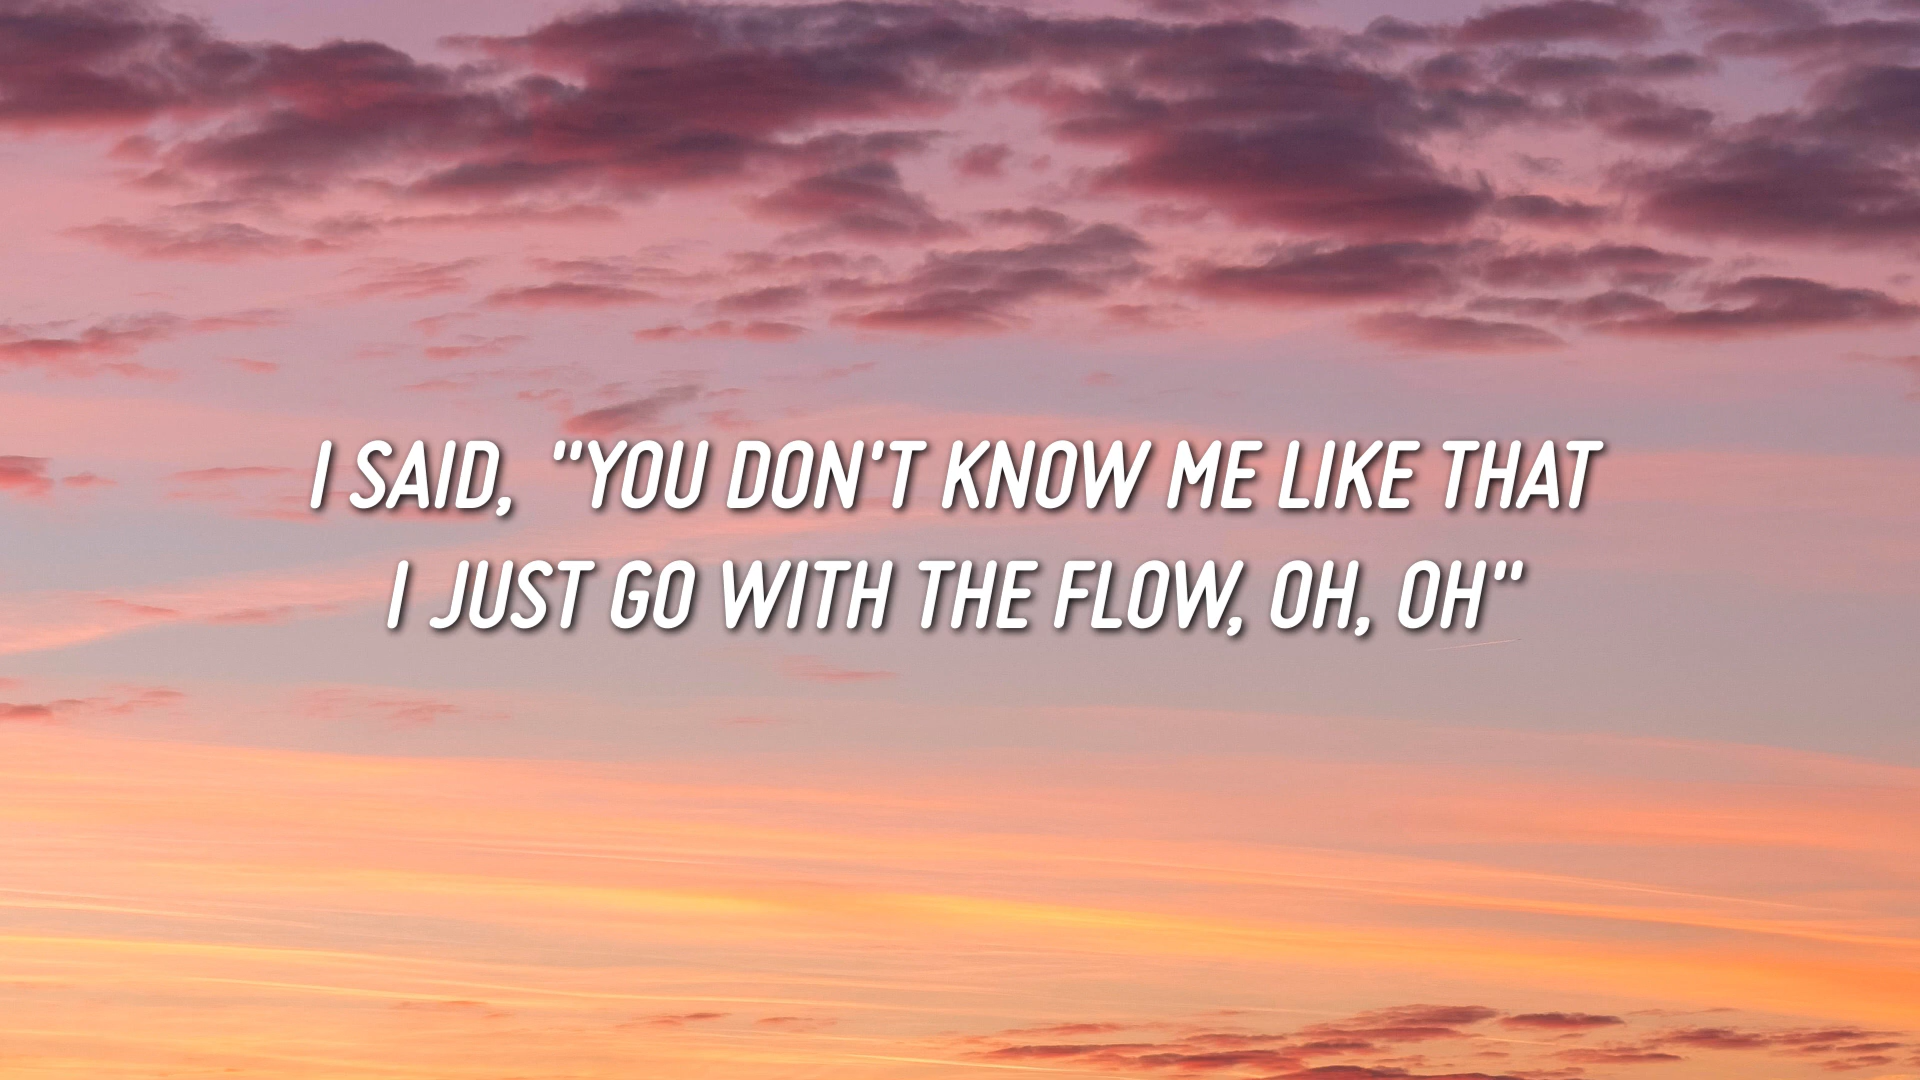 I SAID, "YOU DON'T KNOW ME LIKE THAT
I JUST GO WITH THE FLOW, OH, OH"